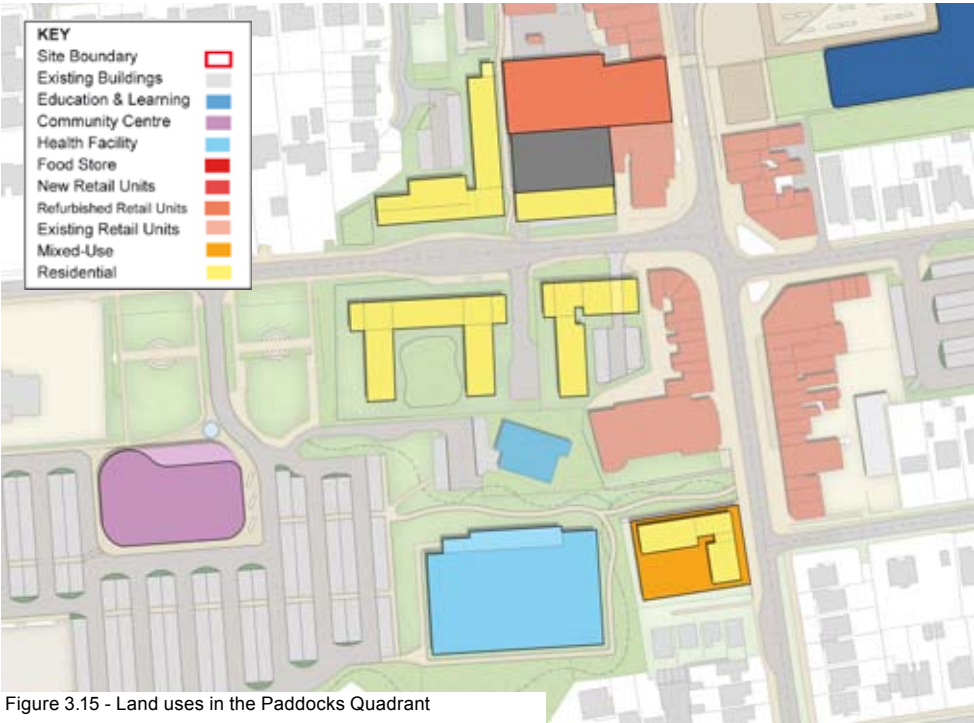 KEY
Site Boundary
Existing Buildings
Education & Learning
Community Centre
Health Facility
Food Store
New Retail Units
Refurbished Retail Units
Existing Retail Units
Mixed-Use
Residential
Figure 3.15 - Land uses in the Paddocks Quadrant